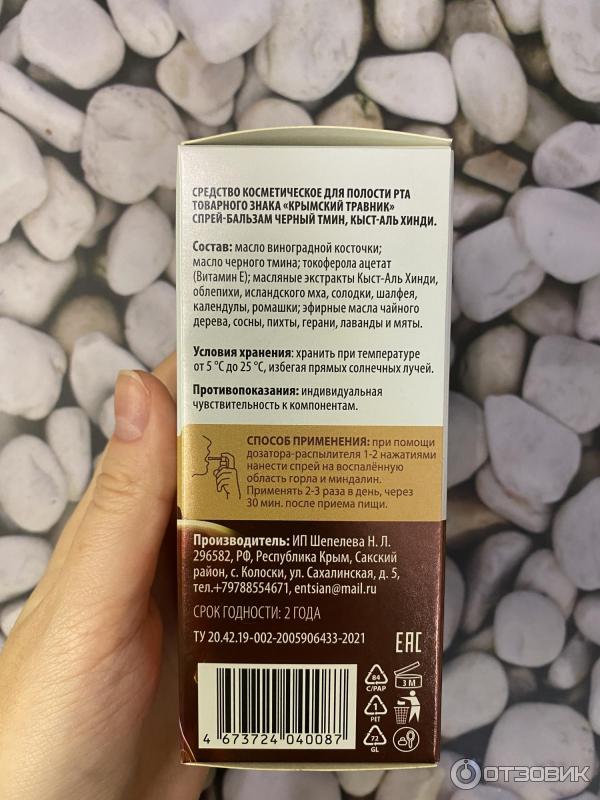 СРЕДСТВО КОСМЕТИЧЕСКОЕ ДЛЯ ПОЛОСТИ РТА
ТОВАРНОГО ЗНАКА «КРЫМСКИЙ ТРАВНИК»
СПРЕЙ-БАЛЬЗАМ ЧЕРНЫЙ ТМИН, КЫСТ-АЛЬ ХИНДИ.
Состав: масло виноградной косточки;
масло черного тмина; токоферола ацетат
(Витамин Е); масляные экстракты Кыст-Аль Хинди,
облепихи, исландского мха, солодки, шалфея,
календулы, ромашки; эфирные масла чайного
дерева, сосны, пихты, герани, лаванды и мяты.
Условия хранения: хранить при температуре
от 5 °С до 25 °С, избегая прямых солнечных лучей.
Противопоказания: индивидуальная
чувствительность к компонентам.
СПОСОБ ПРИМЕНЕНИЯ: при помощи
дозатора-распылителя 1-2 нажатиями
нанести спрей на воспалённую
область горла и миндалин.
Применять 2-3 раза в день, через
30 мин. после приема пищи.
Производитель: ИП Шепелева Н. Л.
296582, РФ, Республика Крым, Сакский
район, с. Колоски, ул. Сахалинская, д. 5,
тел.+79788554671, entsian@mail.ru
СРОК ГОДНОСТИ: 2 ГОДА
ТУ 20.42.19-002-2005906433-2021
EAC
84
C/PAP
3 M
1
PET
72
GL
4 673724 040087
ОТЗОВИК